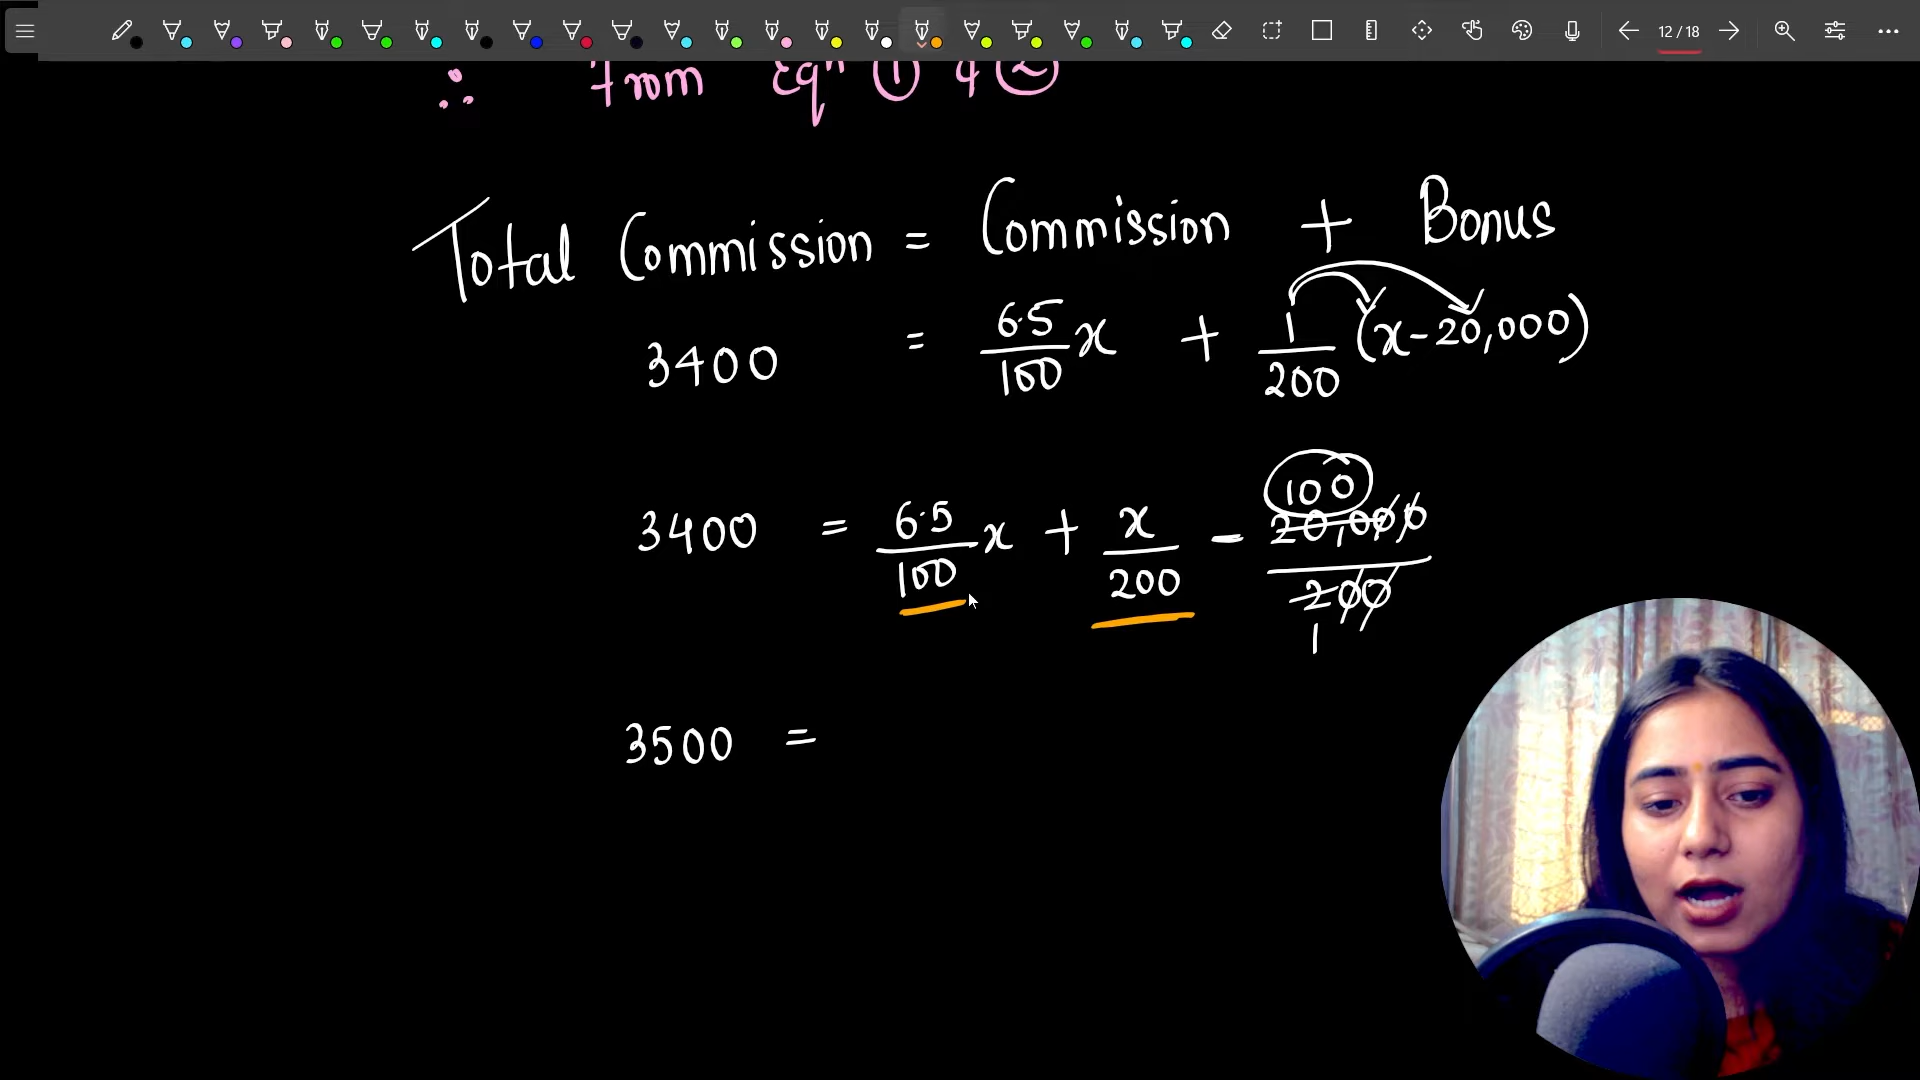 12 / 18
∴ From Eqⁿ ① & ②
Total Commission = Commission + Bonus
3400 = 6.5/100 x + 1/200 (x - 20,000)
3400 = 6.5/100 x + x/200 - 20,000/200
100
1
3500 =